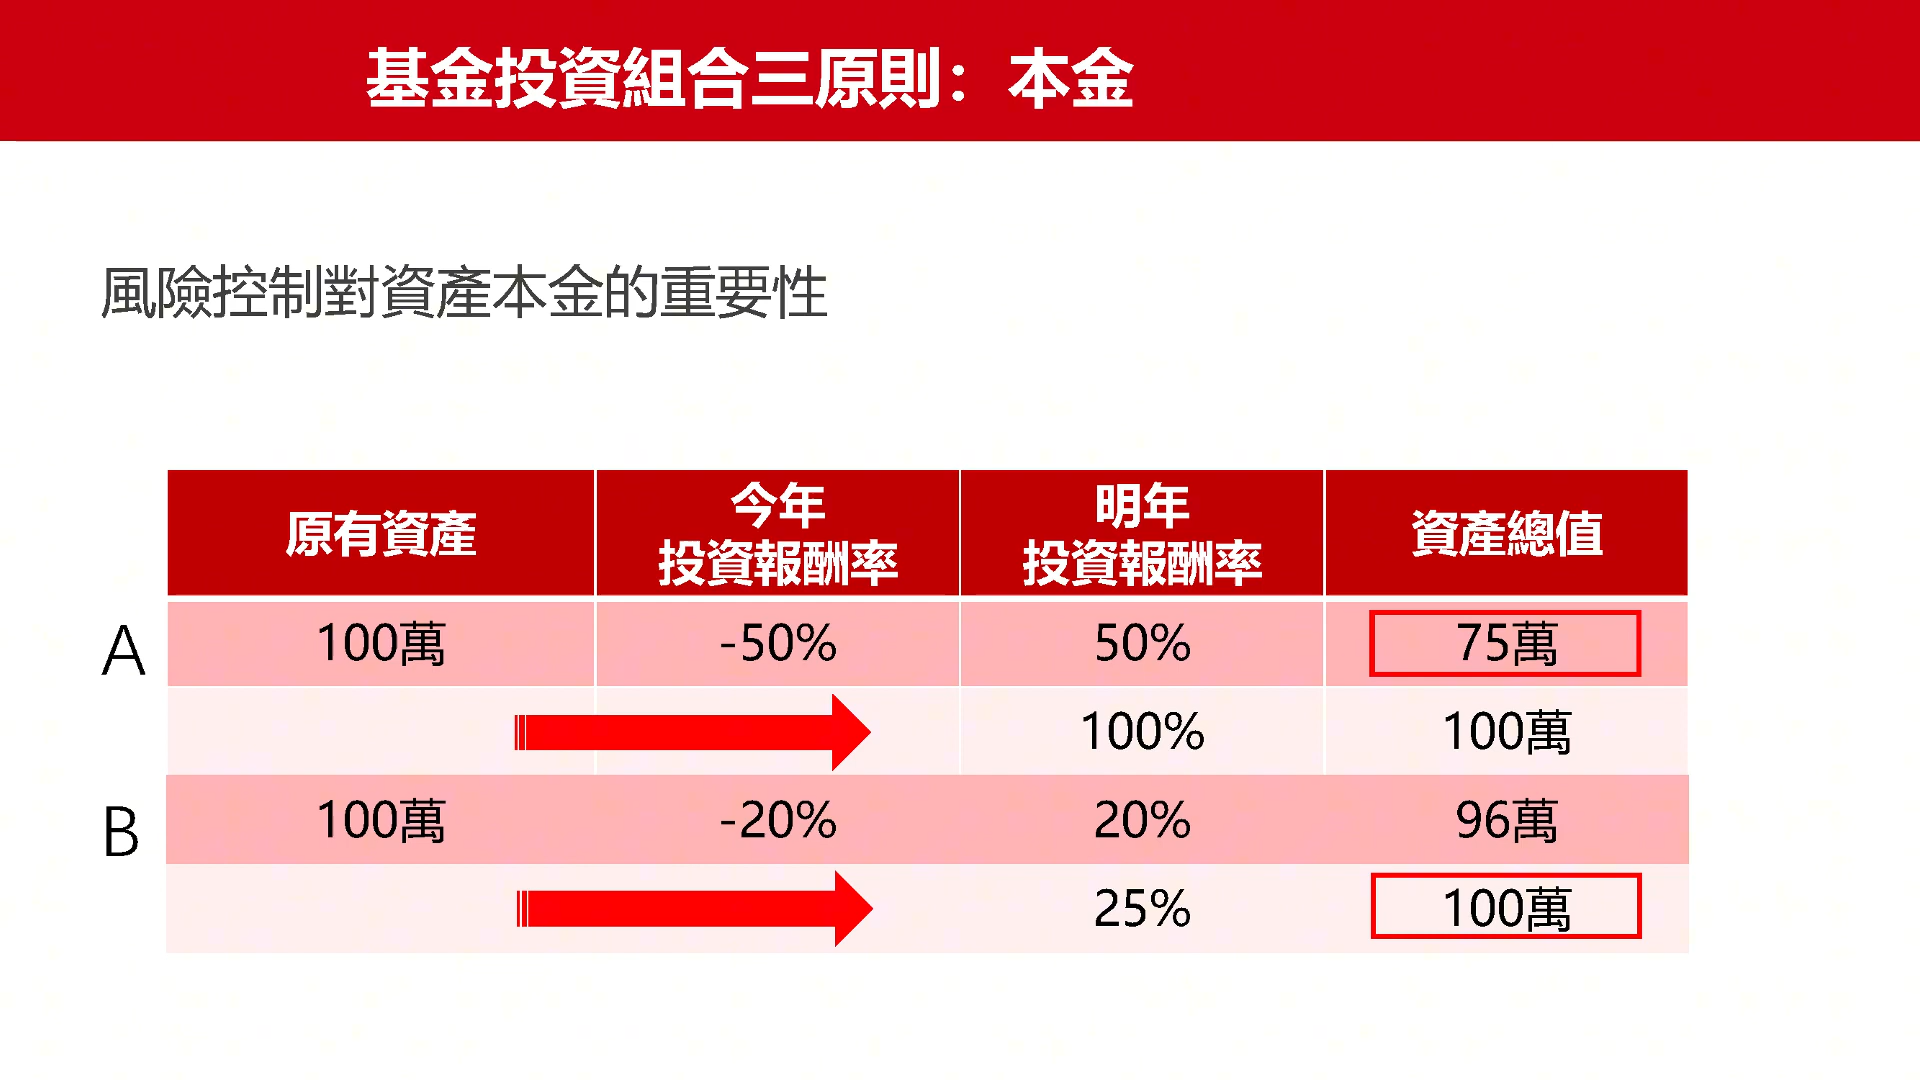 基金投資組合三原則：本金
風險控制對資產本金的重要性
原有資產 今年投資報酬率 明年投資報酬率 資產總值
A 100萬 -50% 50% 75萬
100% 100萬
B 100萬 -20% 20% 96萬
25% 100萬